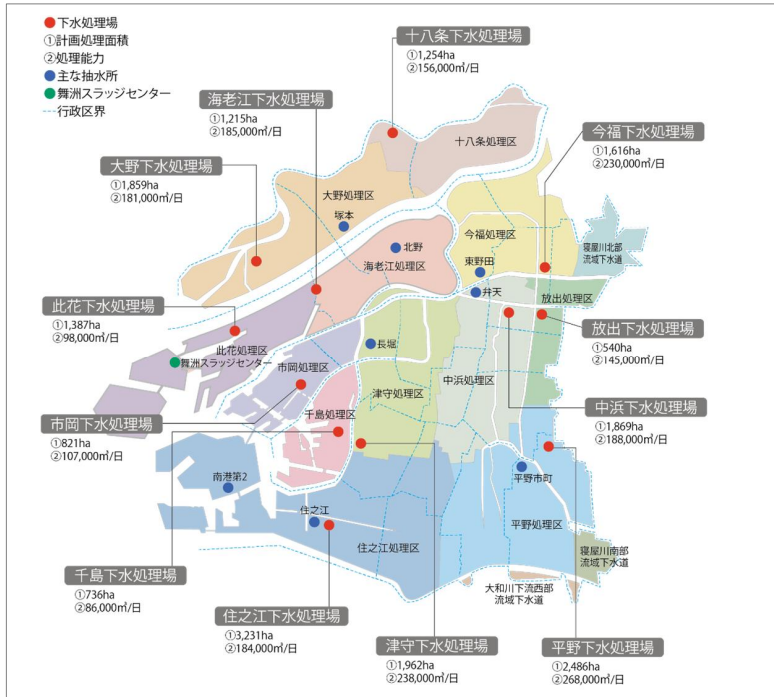 下水処理場
①計画処理面積
②処理能力
主な抽水所
舞洲スラッジセンター
行政区界
十八条下水処理場
①1,254ha
②156,000㎥/日
海老江下水処理場
①1,215ha
②185,000㎥/日
今福下水処理場
①1,616ha
②230,000㎥/日
大野下水処理場
①1,859ha
②181,000㎥/日
十八条処理区
大野処理区
塚本
北野
海老江処理区
今福処理区
東野田
寝屋川北部
流域下水道
弁天
放出処理区
此花下水処理場
①1,387ha
②98,000㎥/日
此花処理区
舞洲スラッジセンター
市岡処理区
長堀
津守処理区
中浜処理区
放出下水処理場
①540ha
②145,000㎥/日
千島処理区
中浜下水処理場
①1,869ha
②188,000㎥/日
市岡下水処理場
①821ha
②107,000㎥/日
南港第2
住之江
住之江処理区
平野市町
平野処理区
寝屋川南部
流域下水道
大和川下流西部
流域下水道
千島下水処理場
①736ha
②86,000㎥/日
住之江下水処理場
①3,231ha
②184,000㎥/日
津守下水処理場
①1,962ha
②238,000㎥/日
平野下水処理場
①2,486ha
②268,000㎥/日